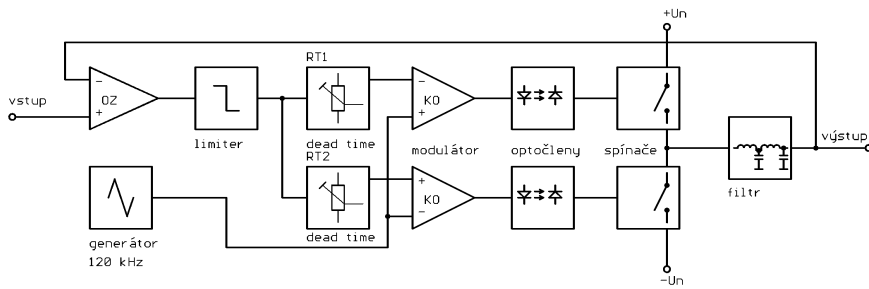 +Un
RT1
−
OZ
+
vstup
limiter
dead time
−
KO
+
modulátor
optočleny
spínače
výstup
filtr
RT2
+
KO
−
generátor
120 kHz
dead time
−Un